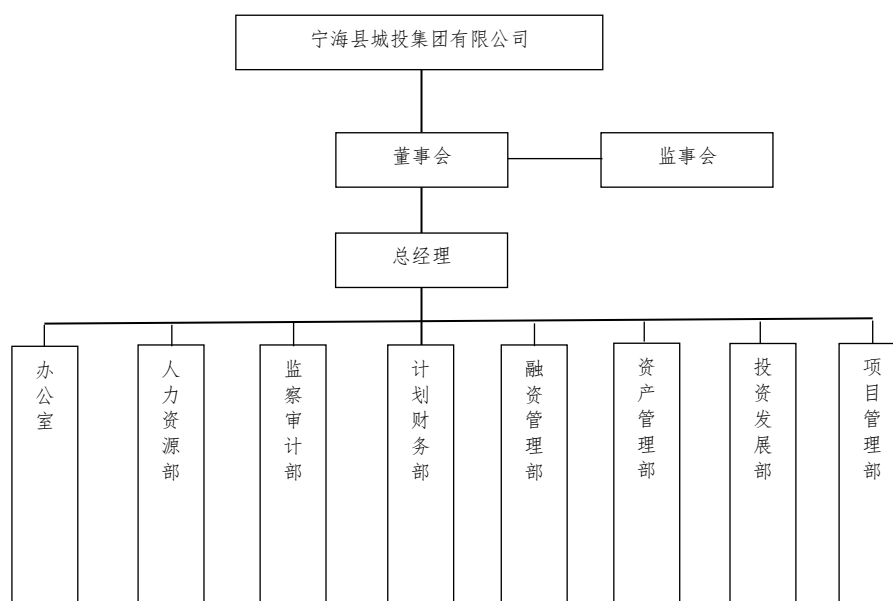 宁海县城投集团有限公司
董事会
监事会
总经理
办公室
人力资源部
监察审计部
计划财务部
融资管理部
资产管理部
投资发展部
项目管理部